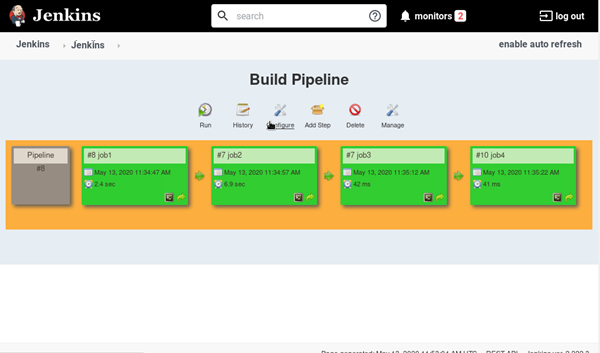 Jenkins
search
monitors 2
log out
Jenkins
Jenkins
enable auto refresh
Build Pipeline
Run
History
Configure
Add Step
Delete
Manage
Pipeline
#8
#8 job1
May 13, 2020 11:34:47 AM
2.4 sec
#7 job2
May 13, 2020 11:34:57 AM
6.9 sec
#7 job3
May 13, 2020 11:35:12 AM
42 ms
#10 job4
May 13, 2020 11:35:22 AM
41 ms